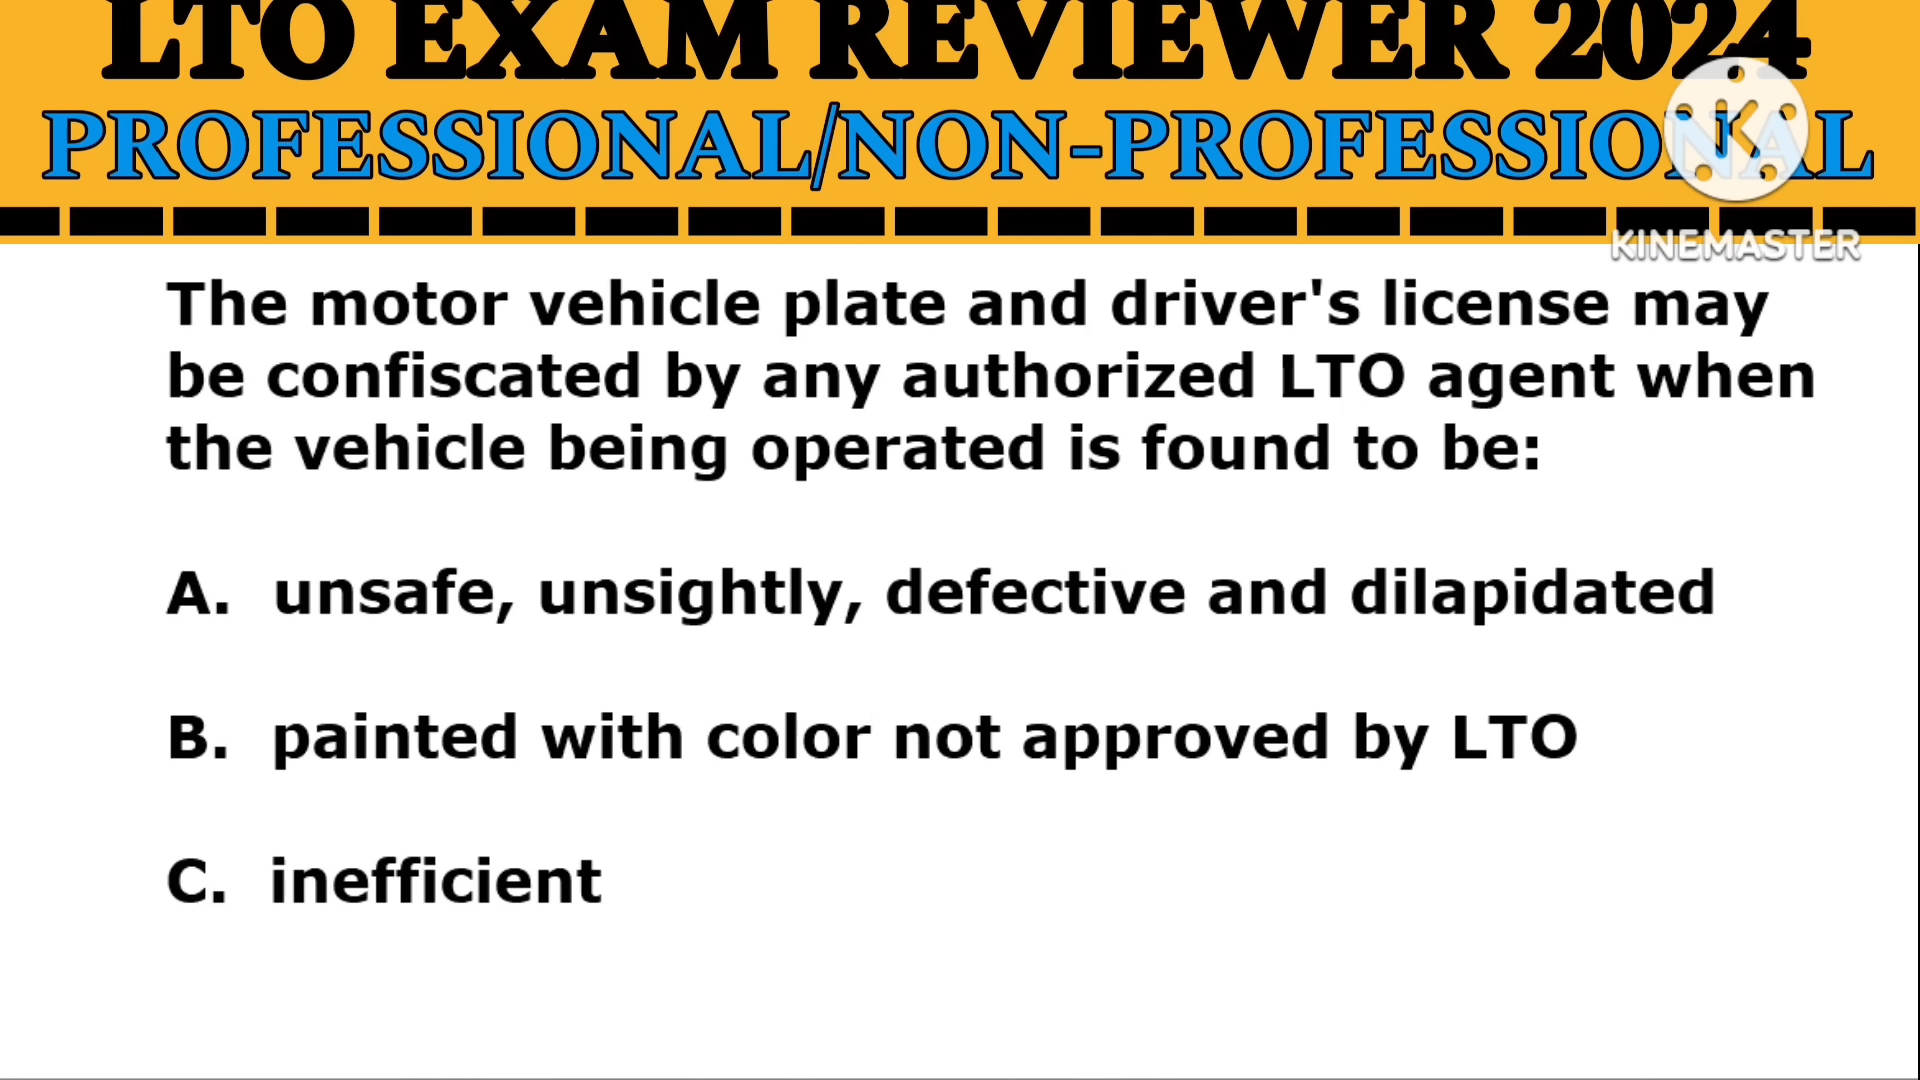 LTO EXAM REVIEWER 2024
PROFESSIONAL/NON-PROFESSIONAL
KINEMASTER
The motor vehicle plate and driver's license may
be confiscated by any authorized LTO agent when
the vehicle being operated is found to be:
A. unsafe, unsightly, defective and dilapidated
B. painted with color not approved by LTO
C. inefficient